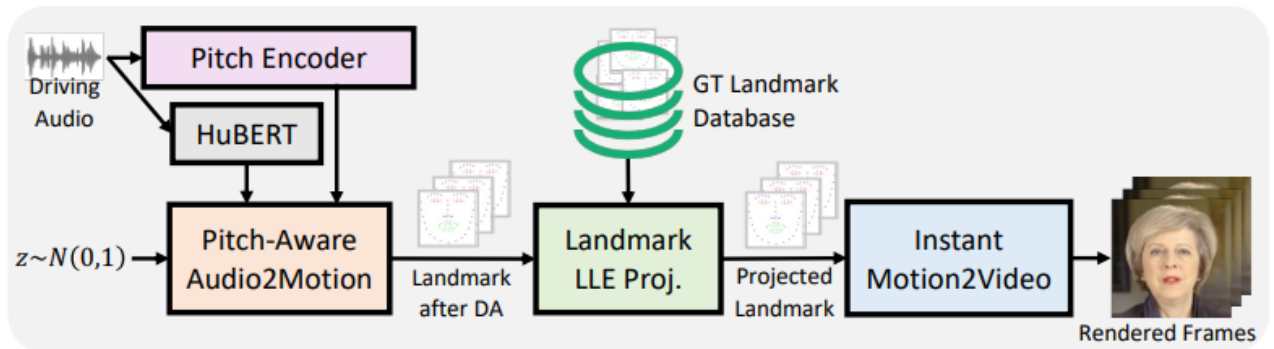 Pitch Encoder
Driving
Audio
HuBERT
GT Landmark
Database
z~N(0,1)
Pitch-Aware
Audio2Motion
Landmark
after DA
Landmark
LLE Proj.
Projected
Landmark
Instant
Motion2Video
Rendered Frames